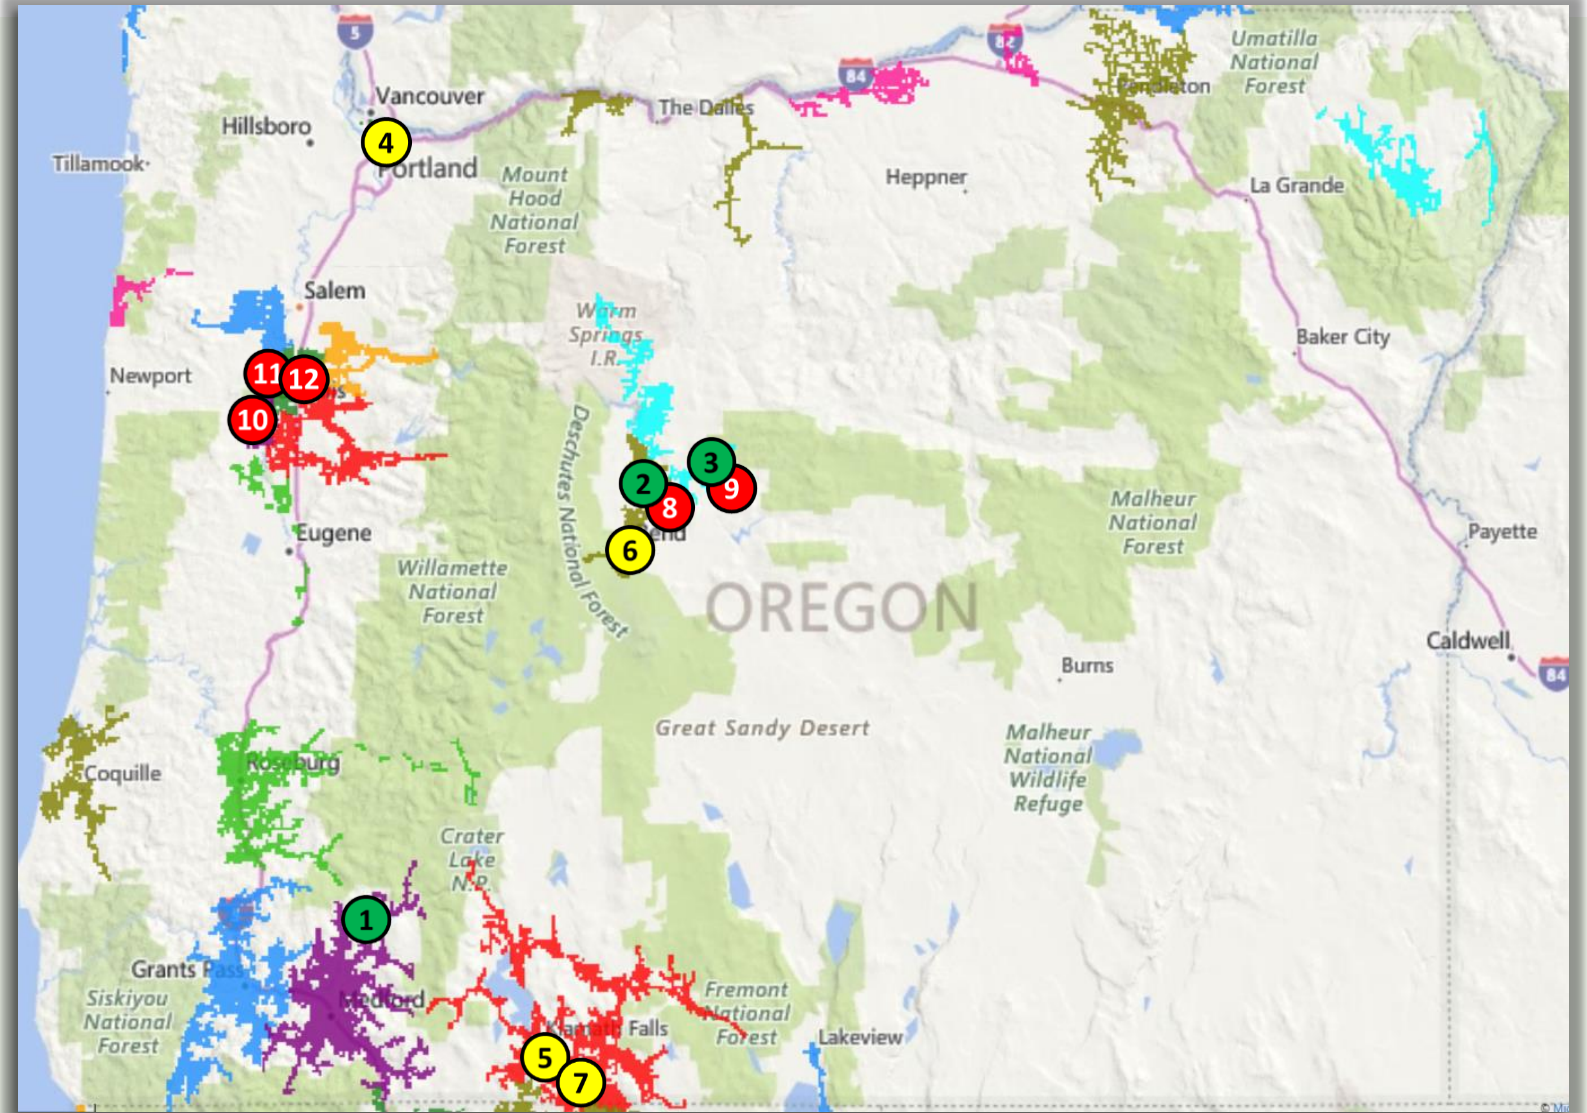 5
82
Umatilla
National
Forest
84
Vancouver
Pendleton
The Dalles
Hillsboro
4
Tillamook
Portland
Mount
Hood
National
Forest
Heppner
La Grande
Salem
Warm
Springs
I.R.
Baker City
Newport
11
12
10
Deschutes National Forest
3
2
9
8
Bend
6
Malheur
National
Forest
Payette
Eugene
Willamette
National
Forest
OREGON
Caldwell
84
Burns
Great Sandy Desert
Malheur
National
Wildlife
Refuge
Roseburg
Coquille
Crater
Lake
N.P.
1
Grants Pass
Medford
Siskiyou
National
Forest
Fremont
National
Forest
Klamath Falls
Lakeview
5
7
© Mi